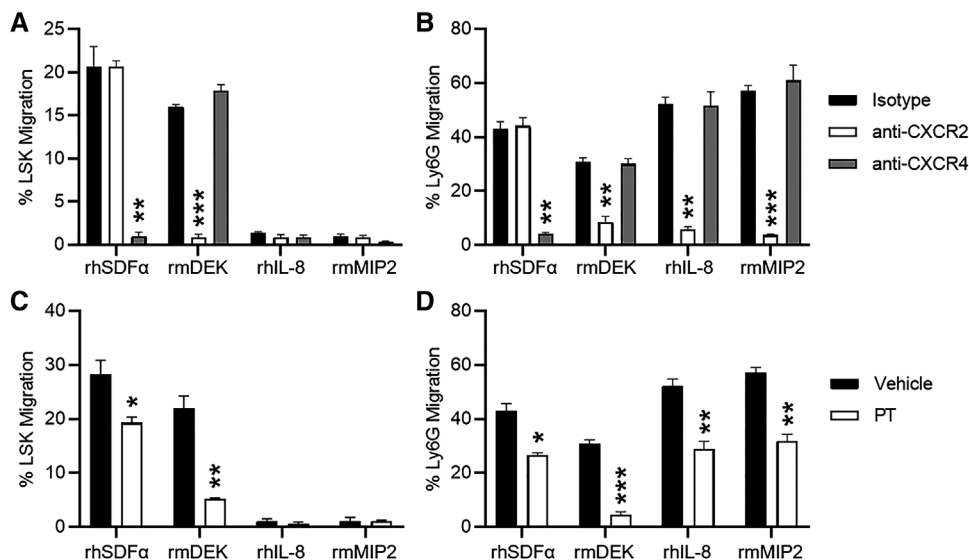 A
% LSK Migration
25
20
15
10
5
0
**
***
rhSDFα rmDEK rhIL-8 rmMIP2
B
% Ly6G Migration
80
60
40
20
0
**
**
**
***
rhSDFα rmDEK rhIL-8 rmMIP2
Isotype
anti-CXCR2
anti-CXCR4
C
% LSK Migration
40
30
20
10
0
*
**
rhSDFα rmDEK rhIL-8 rmMIP2
D
% Ly6G Migration
80
60
40
20
0
*
***
**
**
rhSDFα rmDEK rhIL-8 rmMIP2
Vehicle
PT